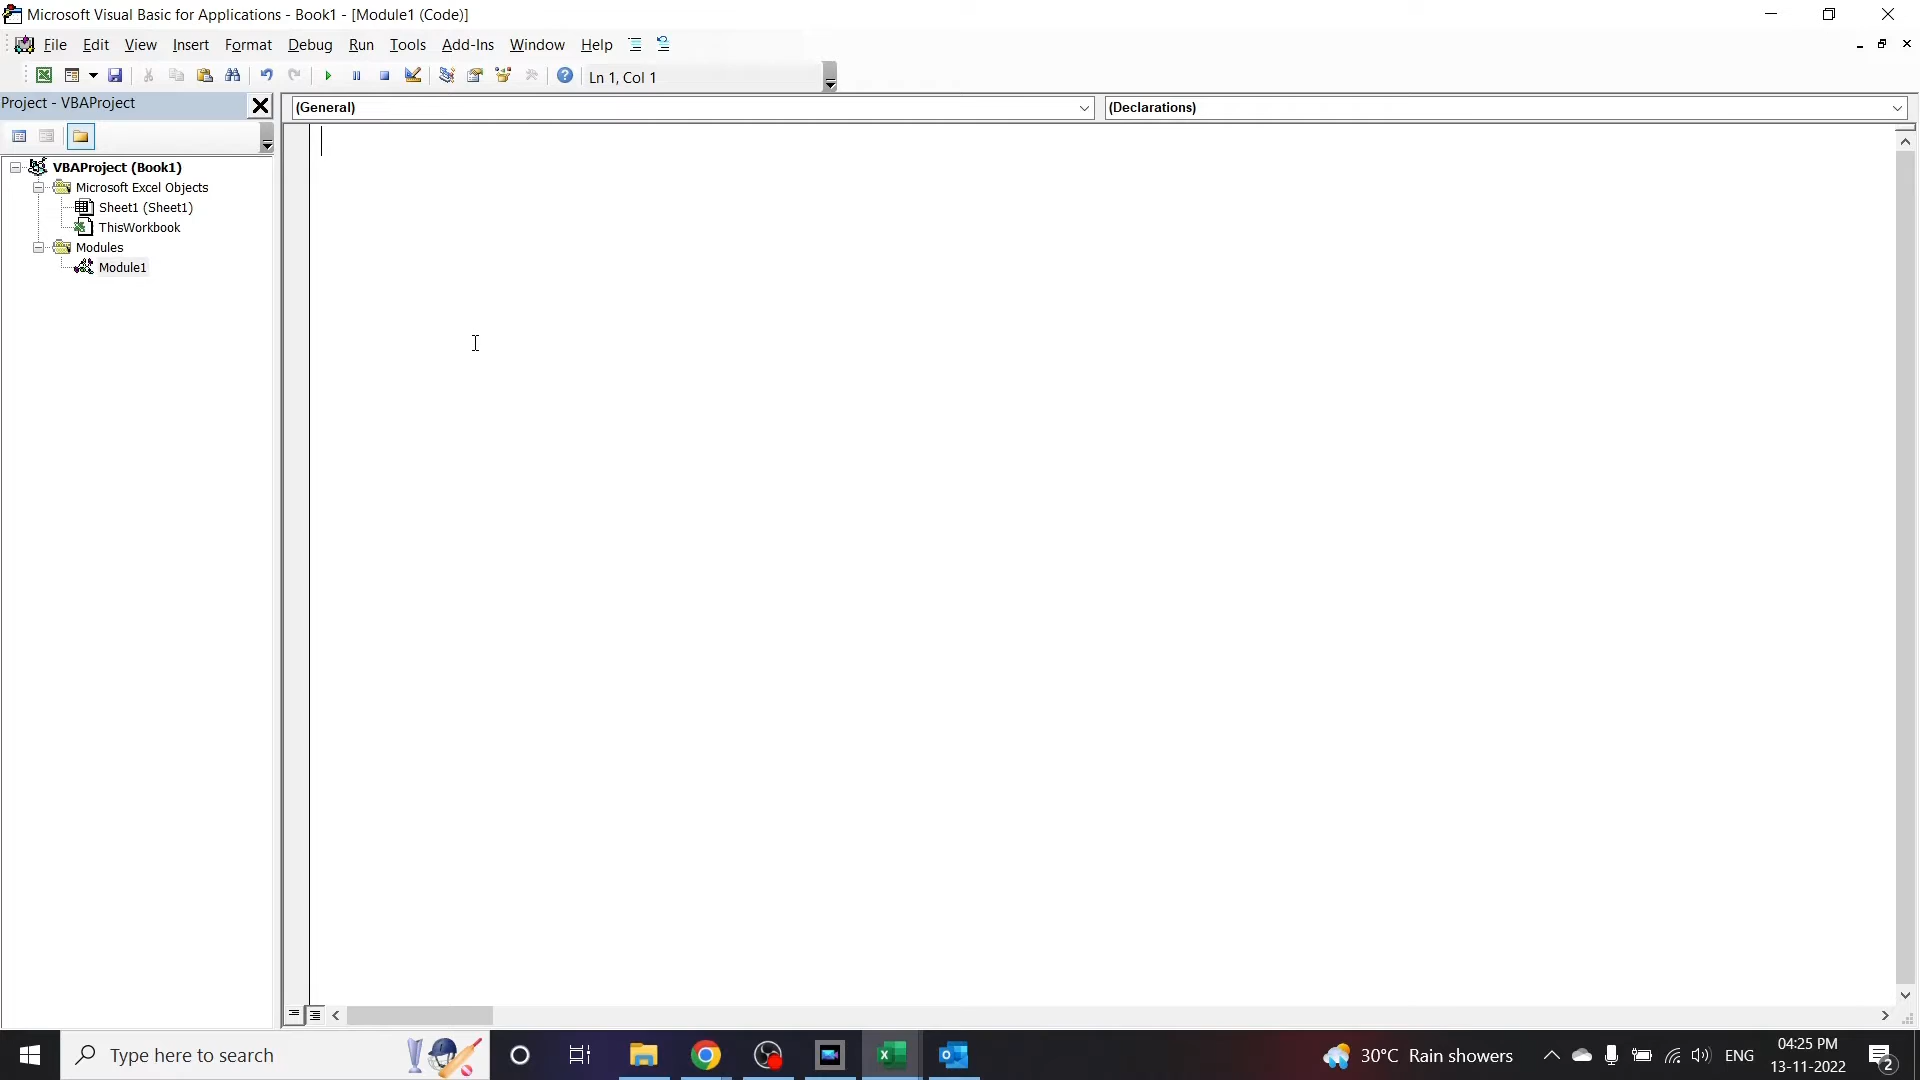 Microsoft Visual Basic for Applications - Book1 - [Module1 (Code)]
File Edit View Insert Format Debug Run Tools Add-Ins Window Help
Ln 1, Col 1
Project - VBAProject
(General)
(Declarations)
VBAProject (Book1)
Microsoft Excel Objects
Sheet1 (Sheet1)
ThisWorkbook
Modules
Module1
Type here to search
30°C Rain showers
ENG
04:25 PM
13-11-2022
2